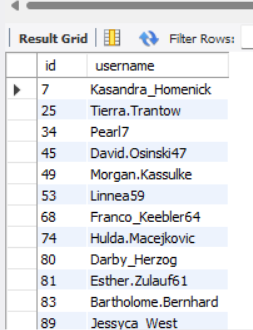 Result Grid Filter Rows:
id username
7 Kasandra_Homenick
25 Tierra.Trantow
34 Pearl7
45 David.Osinski47
49 Morgan.Kassulke
53 Linnea59
68 Franco_Keebler64
74 Hulda.Macejkovic
80 Darby_Herzog
81 Esther.Zulauf61
83 Bartholome.Bernhard
89 Jessyca_West